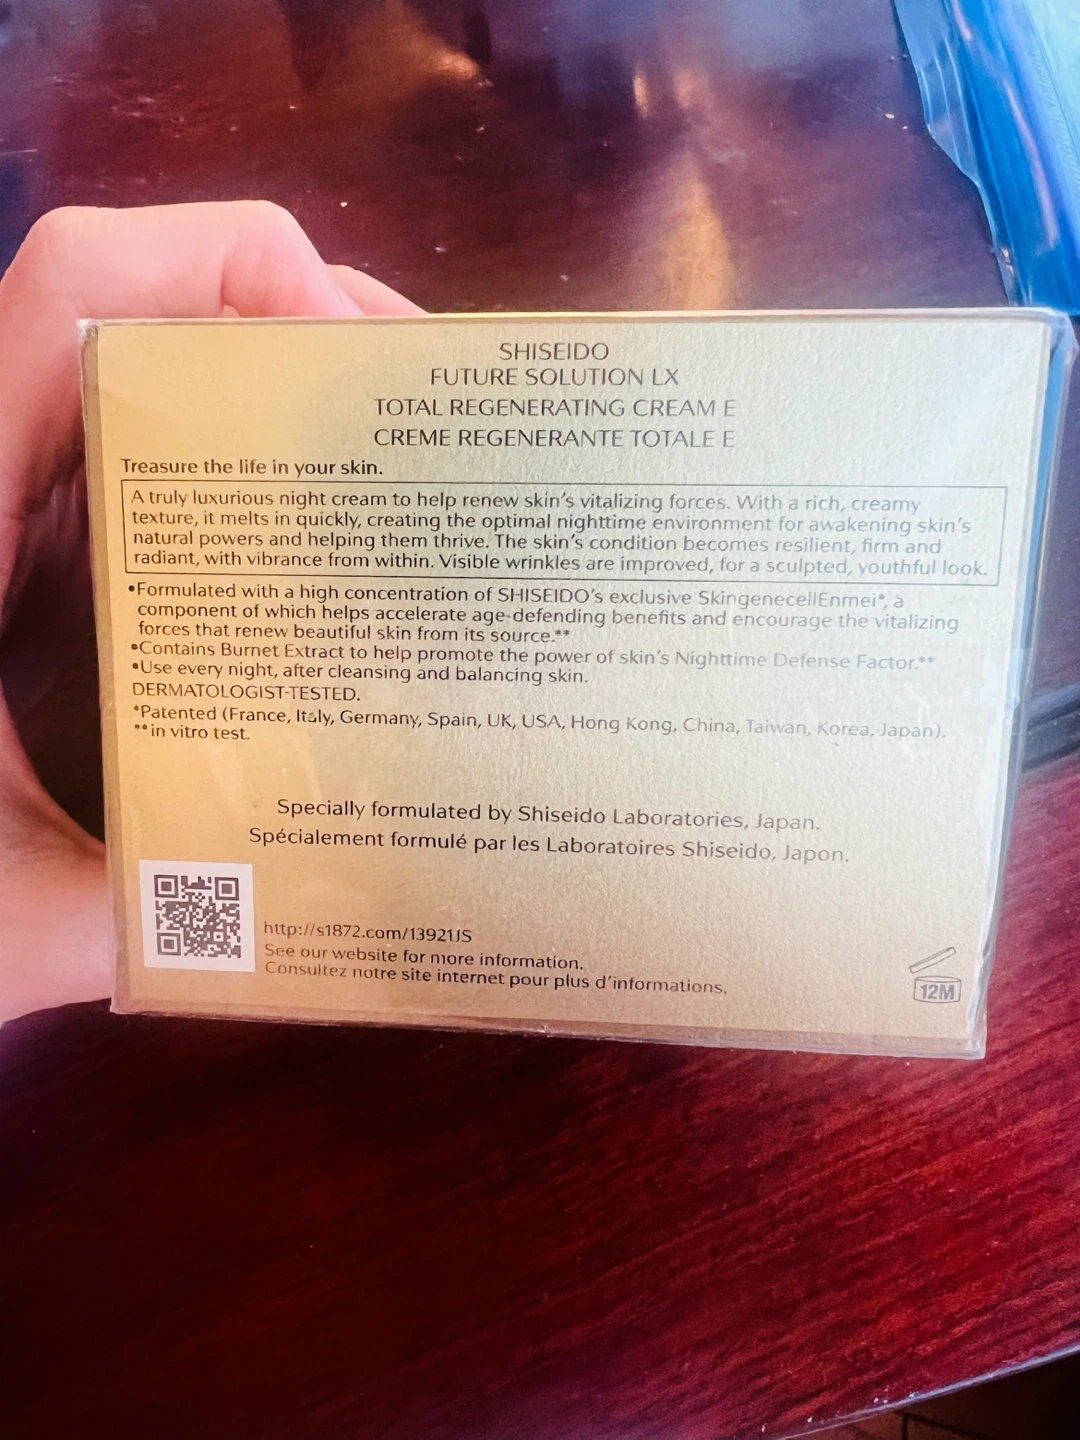 SHISEIDO
FUTURE SOLUTION LX
TOTAL REGENERATING CREAM E
CREME REGENERANTE TOTALE E
Treasure the life in your skin.
A truly luxurious night cream to help renew skin's vitalizing forces. With a rich, creamy
texture, it melts in quickly, creating the optimal nighttime environment for awakening skin's
natural powers and helping them thrive. The skin's condition becomes resilient, firm and
radiant, with vibrance from within. Visible wrinkles are improved, for a sculpted, youthful look.
•Formulated with a high concentration of SHISEIDO's exclusive SkingenecellEnmei*, a
component of which helps accelerate age-defending benefits and encourage the vitalizing
forces that renew beautiful skin from its source.**
•Contains Burnet Extract to help promote the power of skin's Nighttime Defense Factor.**
•Use every night, after cleansing and balancing skin.
DERMATOLOGIST-TESTED.
*Patented (France, Italy, Germany, Spain, UK, USA, Hong Kong, China, Taiwan, Korea, Japan).
**in vitro test.
Specially formulated by Shiseido Laboratories, Japan.
Spécialement formulé par les Laboratoires Shiseido, Japon.
http://s1872.com/13921JS
See our website for more information.
Consultez notre site internet pour plus d'informations.
12M